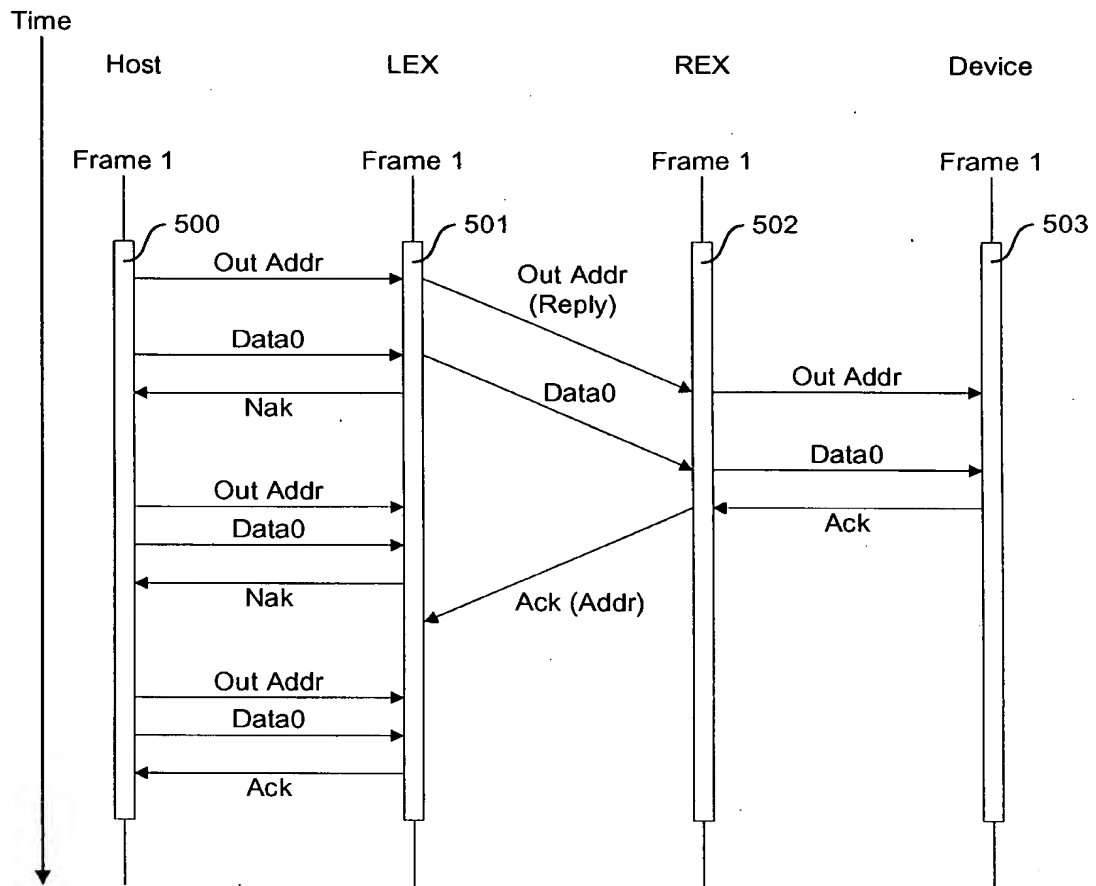 Time
Host LEX REX Device
Frame 1 Frame 1 Frame 1 Frame 1
500 501 502 503
Out Addr
Out Addr
(Reply)
Data0
Data0
Out Addr
Nak
Data0
Out Addr
Data0
Ack
Nak
Ack (Addr)
Out Addr
Data0
Ack